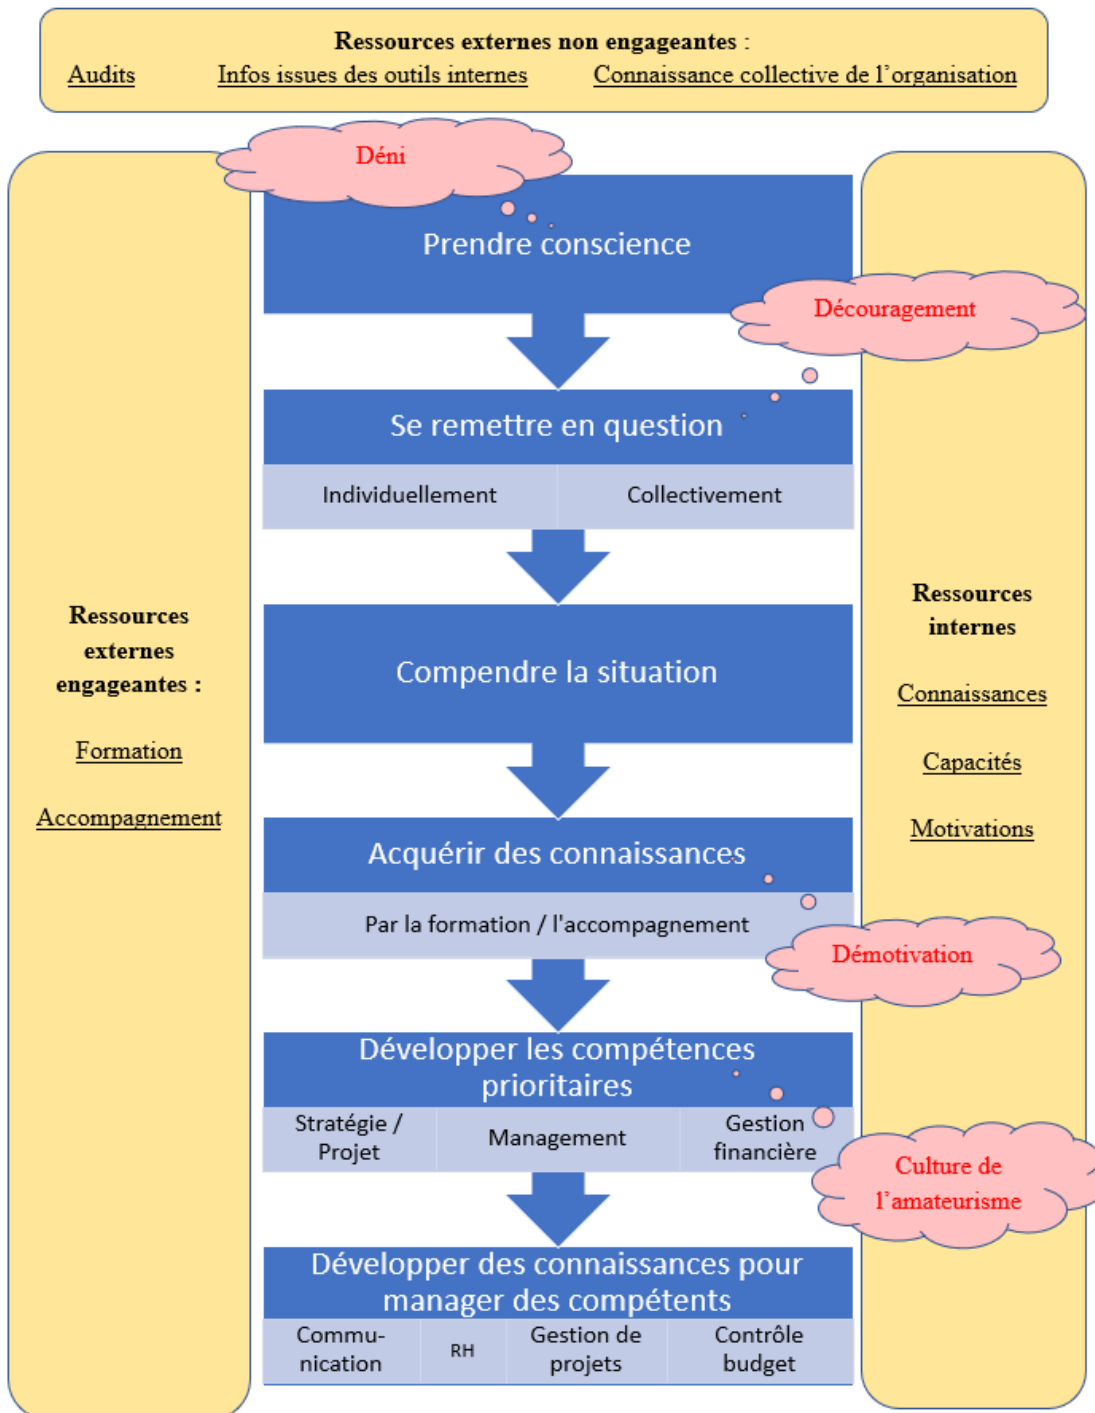 Ressources externes non engageantes :
Audits Infos issues des outils internes Connaissance collective de l'organisation
Déni
Prendre conscience
Découragement
Se remettre en question
Individuellement Collectivement
Compendre la situation
Ressources
externes
engageantes :
Formation
Accompagnement
Ressources
internes
Connaissances
Capacités
Motivations
Acquérir des connaissances
Par la formation / l'accompagnement
Démotivation
Développer les compétences
prioritaires
Stratégie /
Projet
Management
Gestion
financière
Culture de
l'amateurisme
Développer des connaissances pour
manager des compétents
Commu-
nication
RH
Gestion de
projets
Contrôle
budget